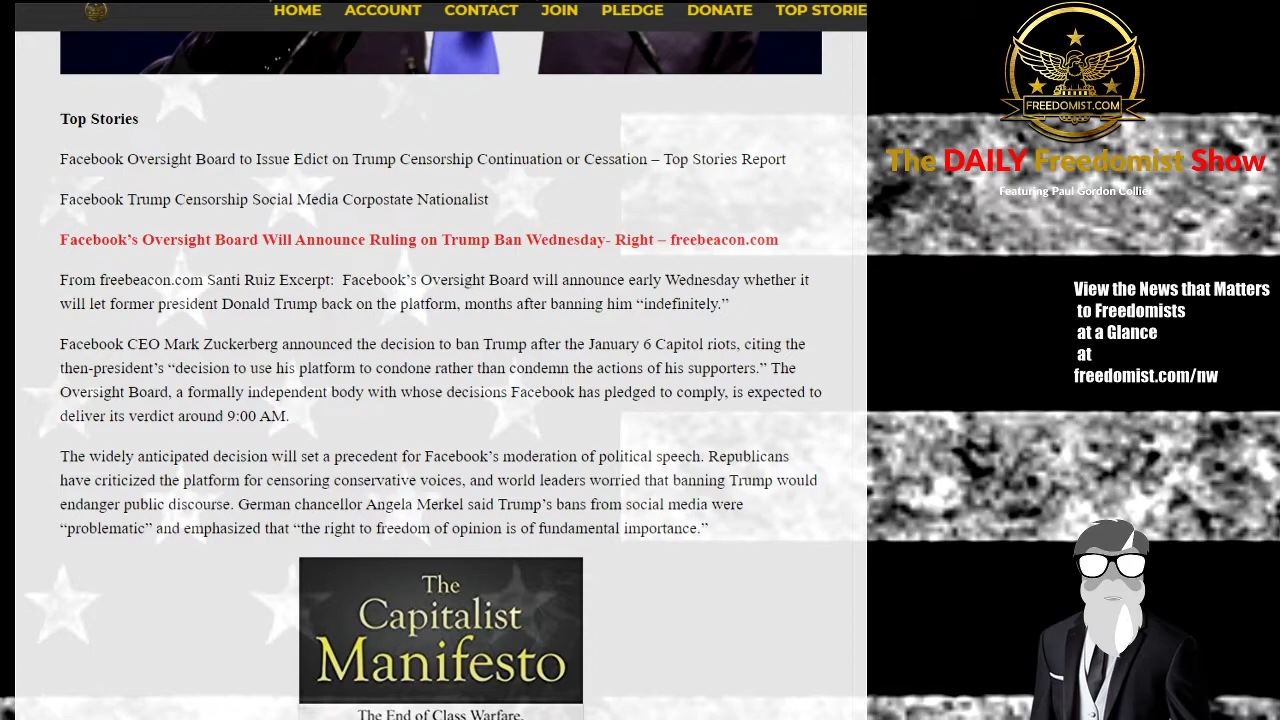 HOME ACCOUNT CONTACT JOIN PLEDGE DONATE TOP STORIE
Top Stories
Facebook Oversight Board to Issue Edict on Trump Censorship Continuation or Cessation – Top Stories Report
Facebook Trump Censorship Social Media Corpostate Nationalist
Facebook’s Oversight Board Will Announce Ruling on Trump Ban Wednesday- Right – freebeacon.com
From freebeacon.com Santi Ruiz Excerpt:  Facebook’s Oversight Board will announce early Wednesday whether it
will let former president Donald Trump back on the platform, months after banning him “indefinitely.”
Facebook CEO Mark Zuckerberg announced the decision to ban Trump after the January 6 Capitol riots, citing the
then-president’s “decision to use his platform to condone rather than condemn the actions of his supporters.” The
Oversight Board, a formally independent body with whose decisions Facebook has pledged to comply, is expected to
deliver its verdict around 9:00 AM.
The widely anticipated decision will set a precedent for Facebook’s moderation of political speech. Republicans
have criticized the platform for censoring conservative voices, and world leaders worried that banning Trump would
endanger public discourse. German chancellor Angela Merkel said Trump’s bans from social media were
“problematic” and emphasized that “the right to freedom of opinion is of fundamental importance.”
The
Capitalist
Manifesto
The End of Class Warfare,
FREEDOMIST.COM
The DAILY Freedomist Show
Featuring Paul Gordon Collier
View the News that Matters
to Freedomists
at a Glance
at
freedomist.com/nw